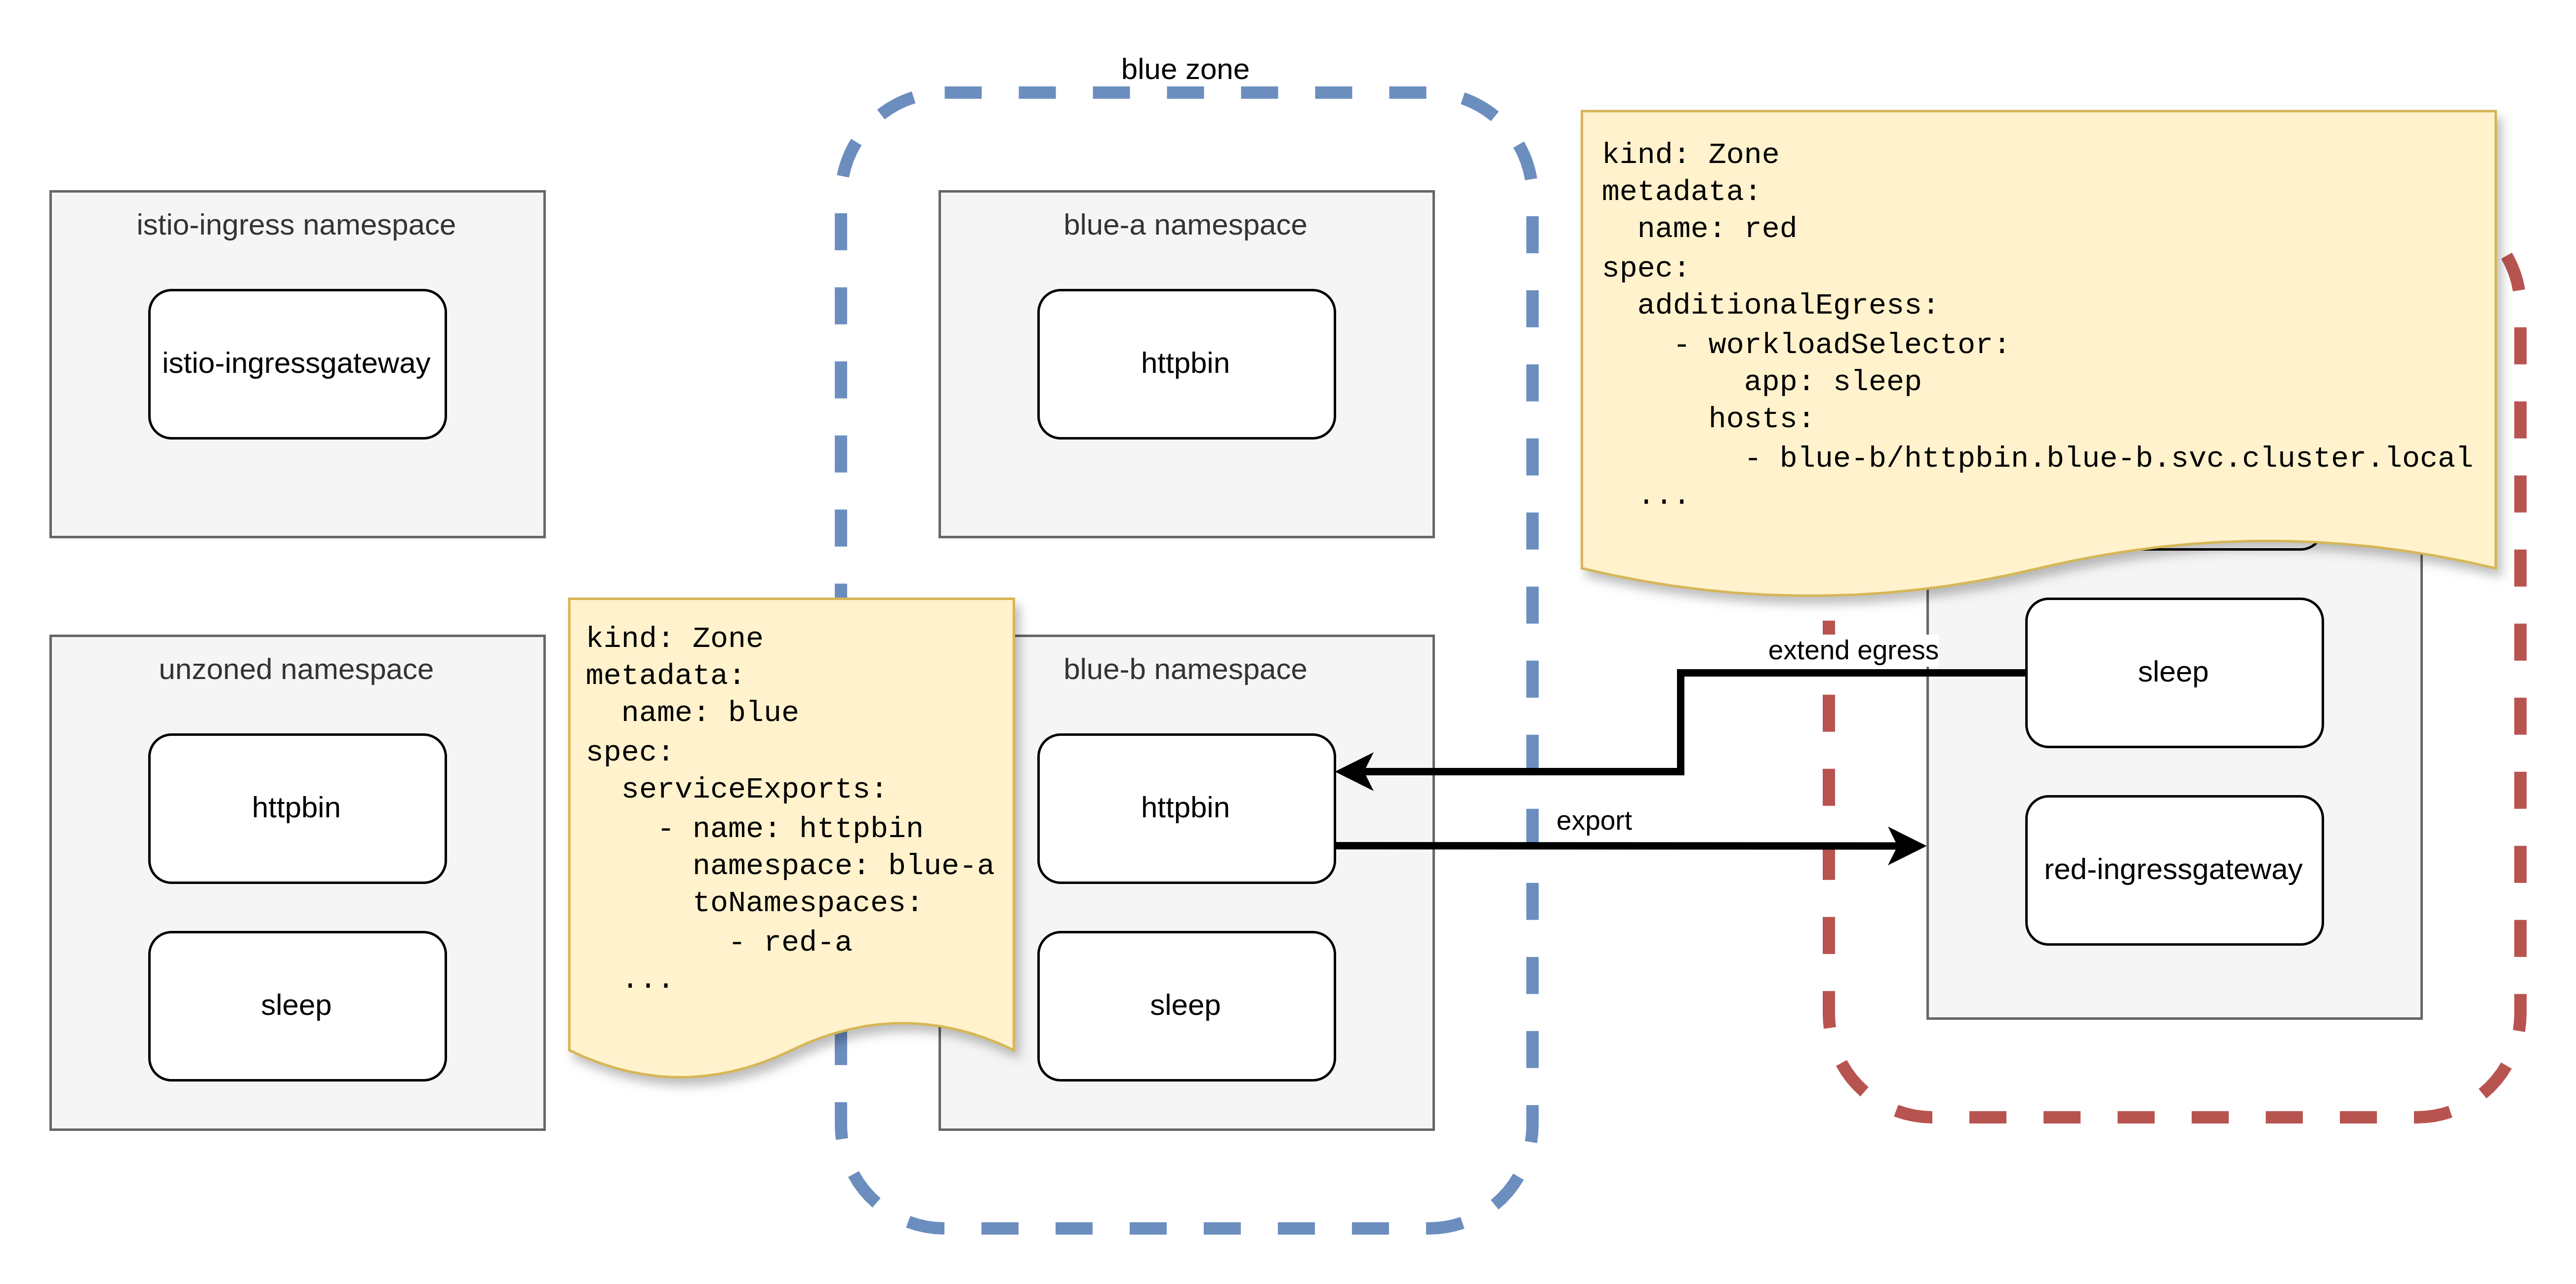 blue zone
istio-ingress namespace
istio-ingressgateway
blue-a namespace
httpbin
kind: Zone
metadata:
  name: red
spec:
  additionalEgress:
    - workloadSelector:
        app: sleep
      hosts:
        - blue-b/httpbin.blue-b.svc.cluster.local
  ...
unzoned namespace
httpbin
sleep
kind: Zone
metadata:
  name: blue
spec:
  serviceExports:
    - name: httpbin
      namespace: blue-a
      toNamespaces:
        - red-a
  ...
blue-b namespace
httpbin
sleep
extend egress
export
sleep
red-ingressgateway